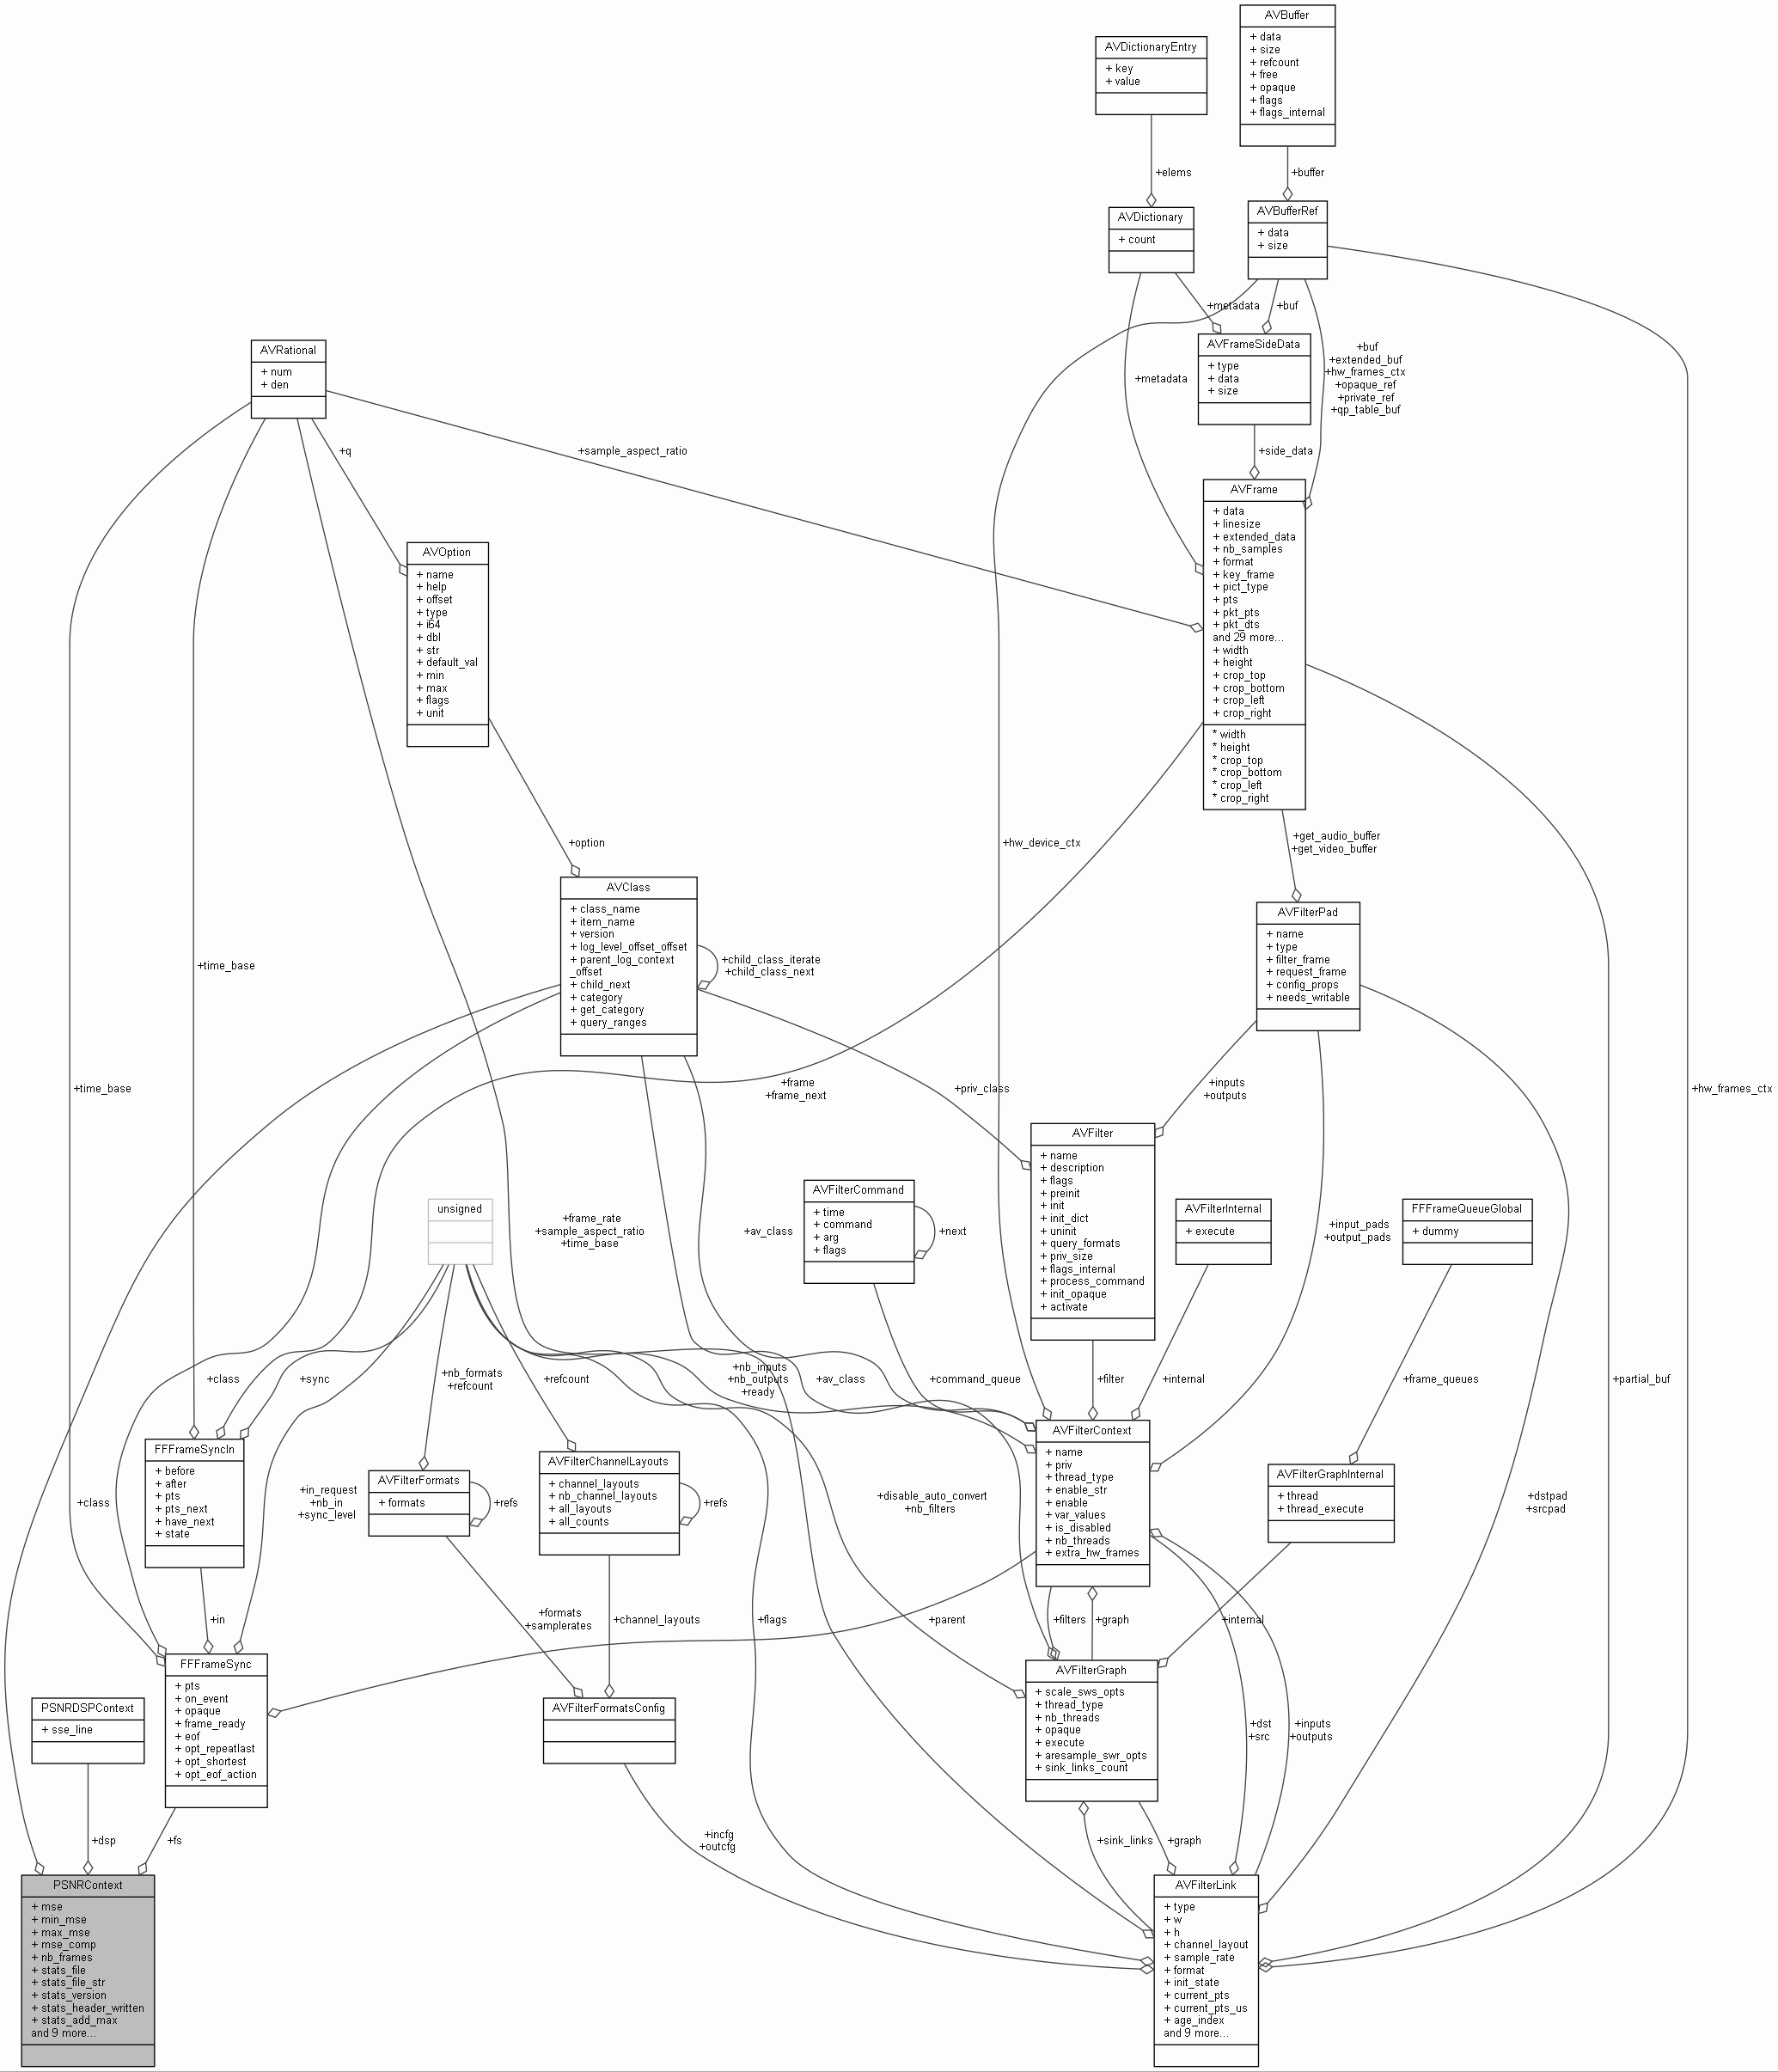 AVBuffer
+ data
+ size
+ refcount
+ free
+ opaque
+ flags
+ flags_internal
AVDictionaryEntry
+ key
+ value
+elems
+buffer
AVDictionary
+ count
AVBufferRef
+ data
+ size
+metadata
+buf
AVFrameSideData
+ type
+ data
+ size
+buf
+extended_buf
+hw_frames_ctx
+opaque_ref
+private_ref
+qp_table_buf
AVRational
+ num
+ den
+metadata
+q
+sample_aspect_ratio
+side_data
AVFrame
+ data
+ linesize
+ extended_data
+ nb_samples
+ format
+ key_frame
+ pict_type
+ pts
+ pkt_pts
+ pkt_dts
and 29 more...
+ width
+ height
+ crop_top
+ crop_bottom
+ crop_left
+ crop_right
* width
* height
* crop_top
* crop_bottom
* crop_left
* crop_right
AVOption
+ name
+ help
+ offset
+ type
+ i64
+ dbl
+ str
+ default_val
+ min
+ max
+ flags
+ unit
+option
+hw_device_ctx
+get_audio_buffer
+get_video_buffer
AVClass
+ class_name
+ item_name
+ version
+ log_level_offset_offset
+ parent_log_context
_offset
+ child_next
+ category
+ get_category
+ query_ranges
+child_class_iterate
+child_class_next
AVFilterPad
+ name
+ type
+ filter_frame
+ request_frame
+ config_props
+ needs_writable
+time_base
+time_base
+frame
+frame_next
+priv_class
+inputs
+outputs
+hw_frames_ctx
AVFilter
+ name
+ description
+ flags
+ preinit
+ init
+ init_dict
+ uninit
+ query_formats
+ priv_size
+ flags_internal
+ process_command
+ init_opaque
+ activate
unsigned
+frame_rate
+sample_aspect_ratio
+time_base
+av_class
AVFilterCommand
+ time
+ command
+ arg
+ flags
+next
AVFilterInternal
+ execute
+input_pads
+output_pads
FFFrameQueueGlobal
+ dummy
+class
+sync
+nb_formats
+refcount
+refcount
+nb_inputs
+nb_outputs
+ready
+av_class
+command_queue
+filter
+internal
+frame_queues
+partial_buf
FFFrameSyncIn
+ before
+ after
+ pts
+ pts_next
+ have_next
+ state
+class
+in_request
+nb_in
+sync_level
AVFilterFormats
+ formats
+refs
AVFilterChannelLayouts
+ channel_layouts
+ nb_channel_layouts
+ all_layouts
+ all_counts
+refs
+disable_auto_convert
+nb_filters
AVFilterContext
+ name
+ priv
+ thread_type
+ enable_str
+ enable
+ var_values
+ is_disabled
+ nb_threads
+ extra_hw_frames
AVFilterGraphInternal
+ thread
+ thread_execute
+dstpad
+srcpad
+in
+formats
+samplerates
+channel_layouts
+flags
+parent
+filters
+graph
+internal
FFFrameSync
+ pts
+ on_event
+ opaque
+ frame_ready
+ eof
+ opt_repeatlast
+ opt_shortest
+ opt_eof_action
PSNRDSPContext
+ sse_line
AVFilterFormatsConfig
AVFilterGraph
+ scale_sws_opts
+ thread_type
+ nb_threads
+ opaque
+ execute
+ aresample_swr_opts
+ sink_links_count
+dst
+src
+inputs
+outputs
+dsp
+fs
+incfg
+outcfg
+sink_links
+graph
PSNRContext
+ mse
+ min_mse
+ max_mse
+ mse_comp
+ nb_frames
+ stats_file
+ stats_file_str
+ stats_version
+ stats_header_written
+ stats_add_max
and 9 more...
AVFilterLink
+ type
+ w
+ h
+ channel_layout
+ sample_rate
+ format
+ init_state
+ current_pts
+ current_pts_us
+ age_index
and 9 more...